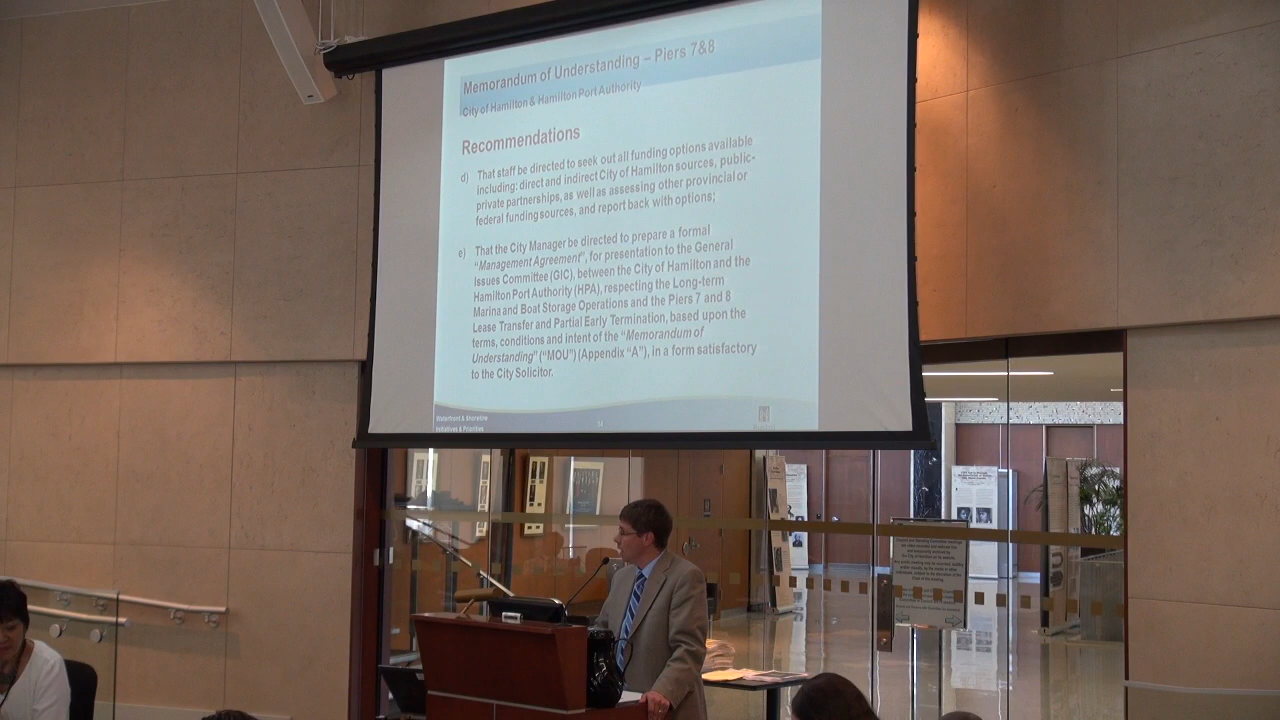 Memorandum of Understanding – Piers 7&8
City of Hamilton & Hamilton Port Authority
Recommendations
d) That staff be directed to seek out all funding options available
including: direct and indirect City of Hamilton sources, public-
private partnerships, as well as assessing other provincial or
federal funding sources, and report back with options;
e) That the City Manager be directed to prepare a formal
“Management Agreement”, for presentation to the General
Issues Committee (GIC), between the City of Hamilton and the
Hamilton Port Authority (HPA), respecting the Long-term
Marina and Boat Storage Operations and the Piers 7 and 8
Lease Transfer and Partial Early Termination, based upon the
terms, conditions and intent of the “Memorandum of
Understanding” (“MOU”) (Appendix “A”), in a form satisfactory
to the City Solicitor.
Waterfront & Shoreline
Initiatives & Priorities